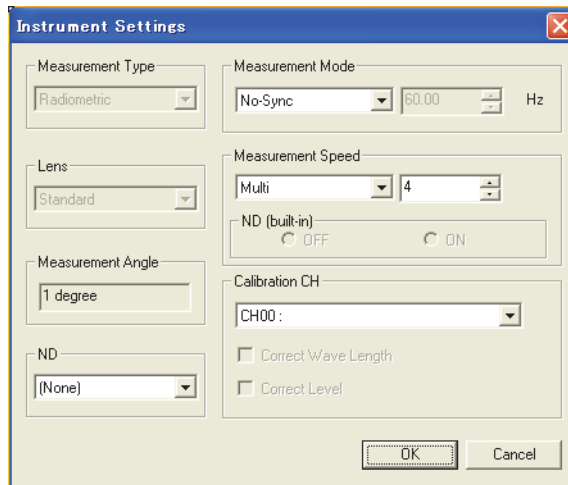 Instrument Settings
Measurement Type
Radiometric
Lens
Standard
Measurement Angle
1 degree
ND
(None)
Measurement Mode
No-Sync
60.00
Hz
Measurement Speed
Multi
4
ND (built-in)
OFF
ON
Calibration CH
CH00 :
Correct Wave Length
Correct Level
OK
Cancel